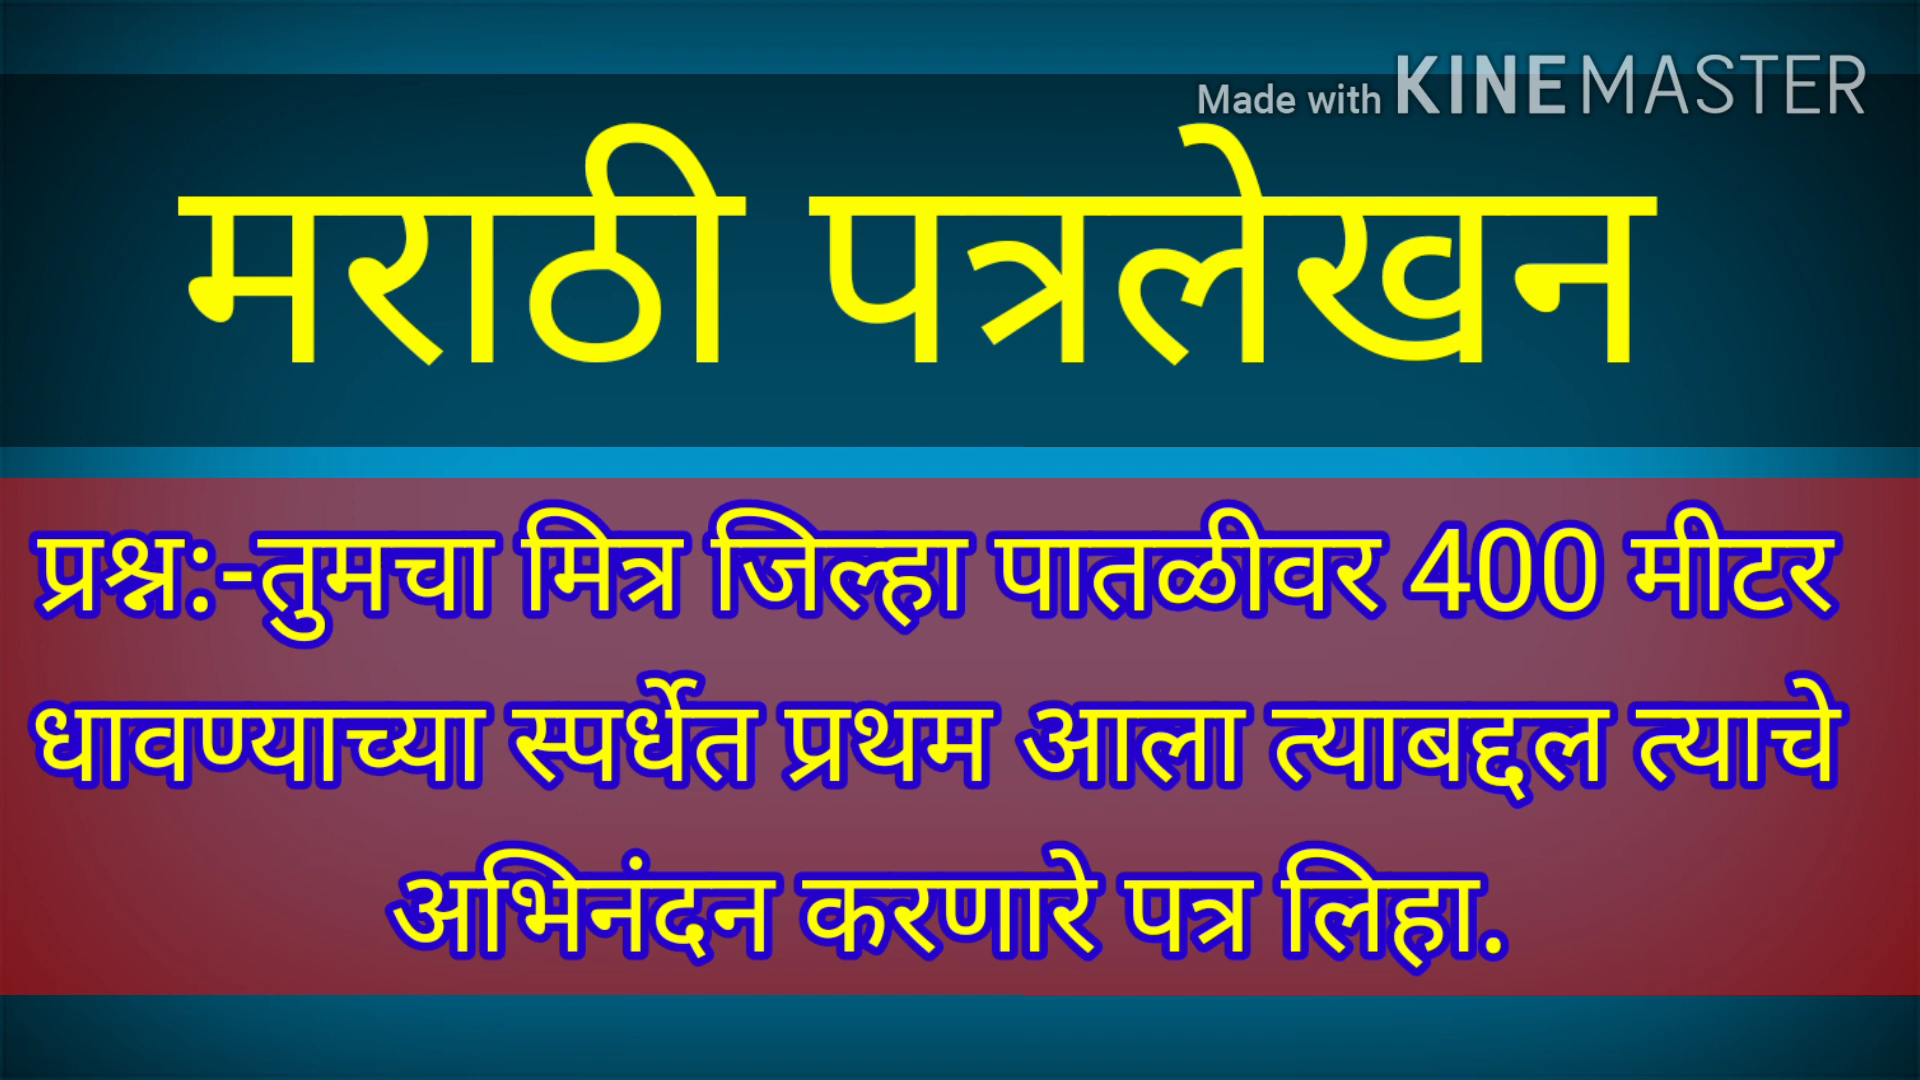 Made with KINEMASTER
मराठी पत्रलेखन
प्रश्न:-तुमचा मित्र जिल्हा पातळीवर 400 मीटर
धावण्याच्या स्पर्धेत प्रथम आला त्याबद्दल त्याचे
अभिनंदन करणारे पत्र लिहा.